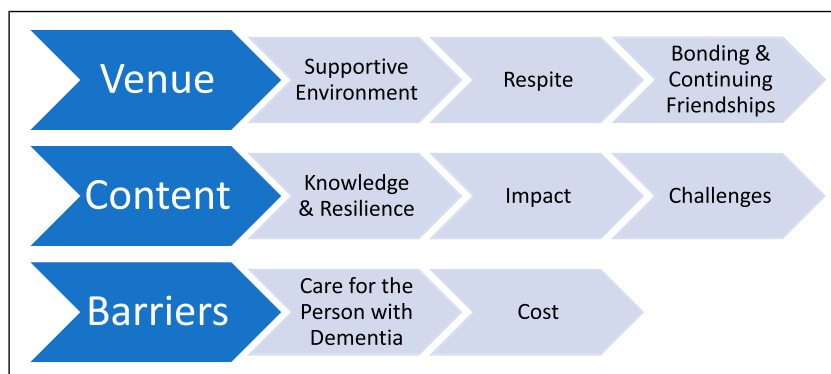 Venue
Supportive
Environment
Respite
Bonding &
Continuing
Friendships
Content
Knowledge
& Resilience
Impact
Challenges
Barriers
Care for the
Person with
Dementia
Cost